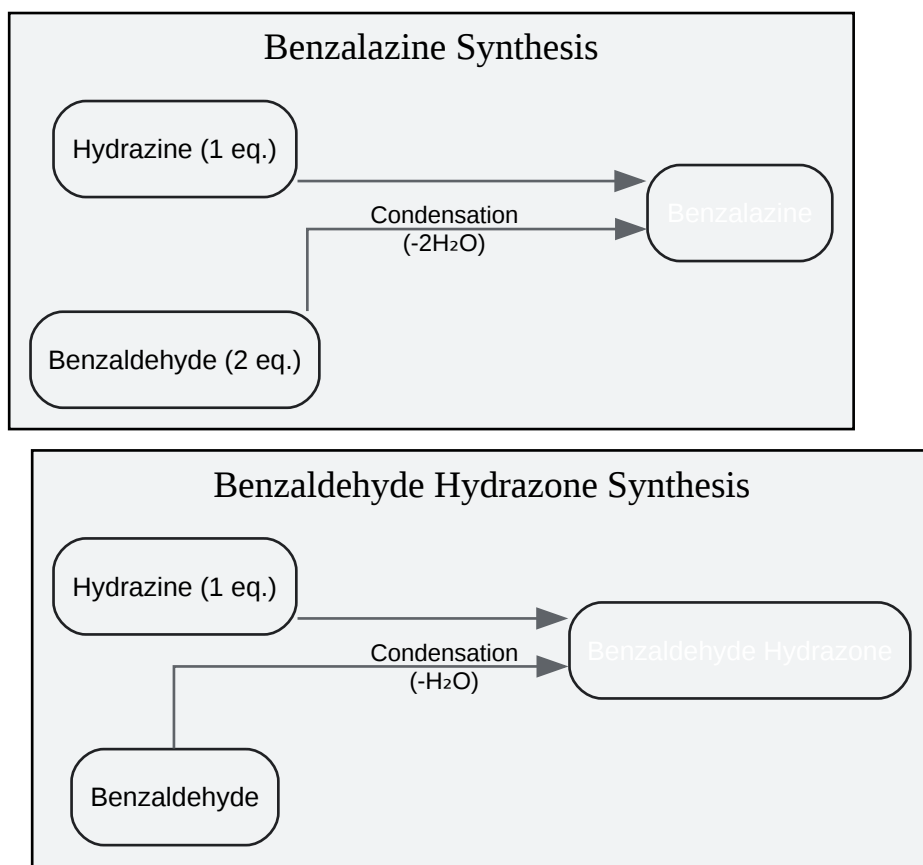 Benzalazine Synthesis
Hydrazine (1 eq.)
Condensation
(-2H₂O)
Benzalazine
Benzaldehyde (2 eq.)
Benzaldehyde Hydrazone Synthesis
Hydrazine (1 eq.)
Condensation
(-H₂O)
Benzaldehyde Hydrazone
Benzaldehyde